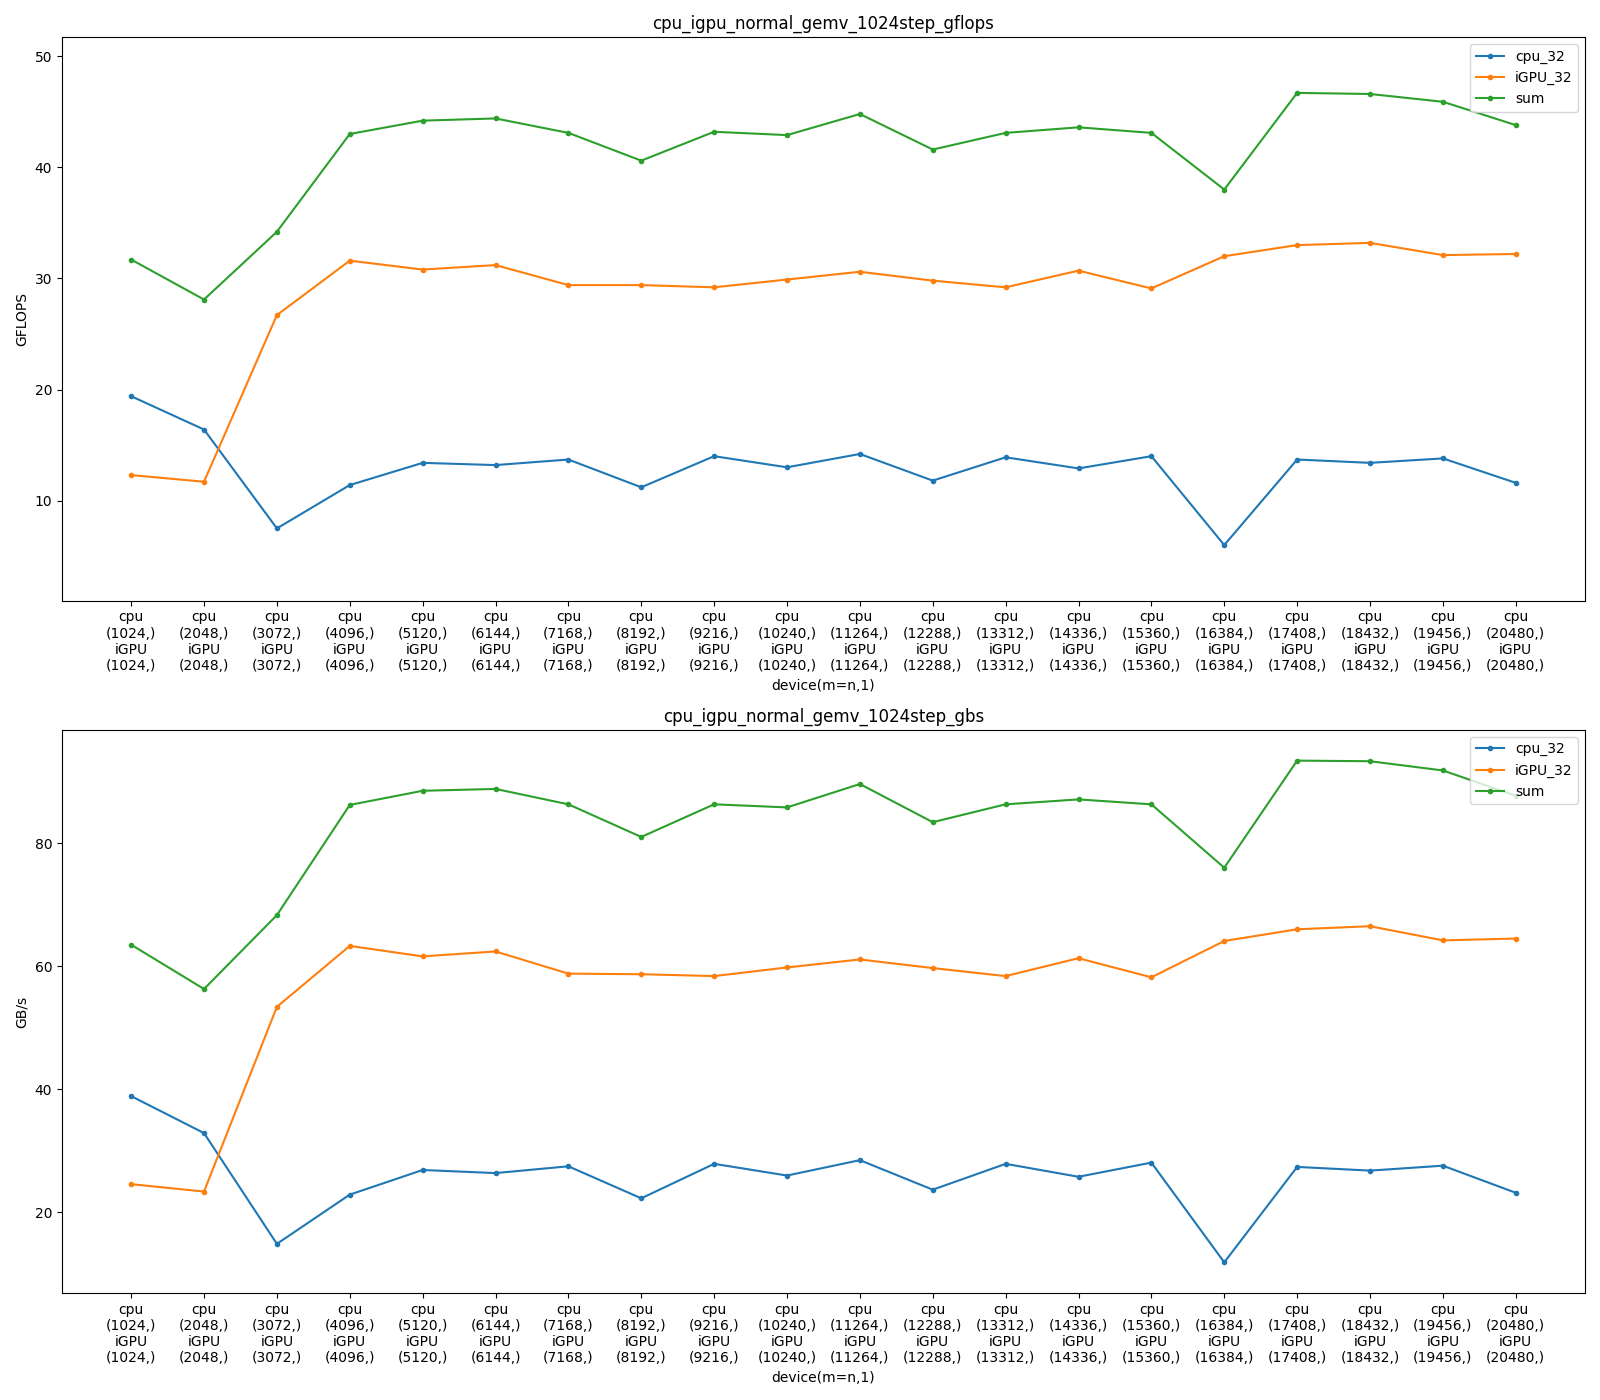 cpu_igpu_normal_gemv_1024step_gflops
50
40
30
20
10
GFLOPS
cpu_32
iGPU_32
sum
cpu cpu cpu cpu cpu cpu cpu cpu cpu cpu cpu cpu cpu cpu cpu cpu cpu cpu cpu cpu
(1024,) (2048,) (3072,) (4096,) (5120,) (6144,) (7168,) (8192,) (9216,) (10240,) (11264,) (12288,) (13312,) (14336,) (15360,) (16384,) (17408,) (18432,) (19456,) (20480,)
iGPU iGPU iGPU iGPU iGPU iGPU iGPU iGPU iGPU iGPU iGPU iGPU iGPU iGPU iGPU iGPU iGPU iGPU iGPU iGPU
(1024,) (2048,) (3072,) (4096,) (5120,) (6144,) (7168,) (8192,) (9216,) (10240,) (11264,) (12288,) (13312,) (14336,) (15360,) (16384,) (17408,) (18432,) (19456,) (20480,)
device(m=n,1)
cpu_igpu_normal_gemv_1024step_gbs
80
60
40
20
GB/s
cpu_32
iGPU_32
sum
cpu cpu cpu cpu cpu cpu cpu cpu cpu cpu cpu cpu cpu cpu cpu cpu cpu cpu cpu cpu
(1024,) (2048,) (3072,) (4096,) (5120,) (6144,) (7168,) (8192,) (9216,) (10240,) (11264,) (12288,) (13312,) (14336,) (15360,) (16384,) (17408,) (18432,) (19456,) (20480,)
iGPU iGPU iGPU iGPU iGPU iGPU iGPU iGPU iGPU iGPU iGPU iGPU iGPU iGPU iGPU iGPU iGPU iGPU iGPU iGPU
(1024,) (2048,) (3072,) (4096,) (5120,) (6144,) (7168,) (8192,) (9216,) (10240,) (11264,) (12288,) (13312,) (14336,) (15360,) (16384,) (17408,) (18432,) (19456,) (20480,)
device(m=n,1)